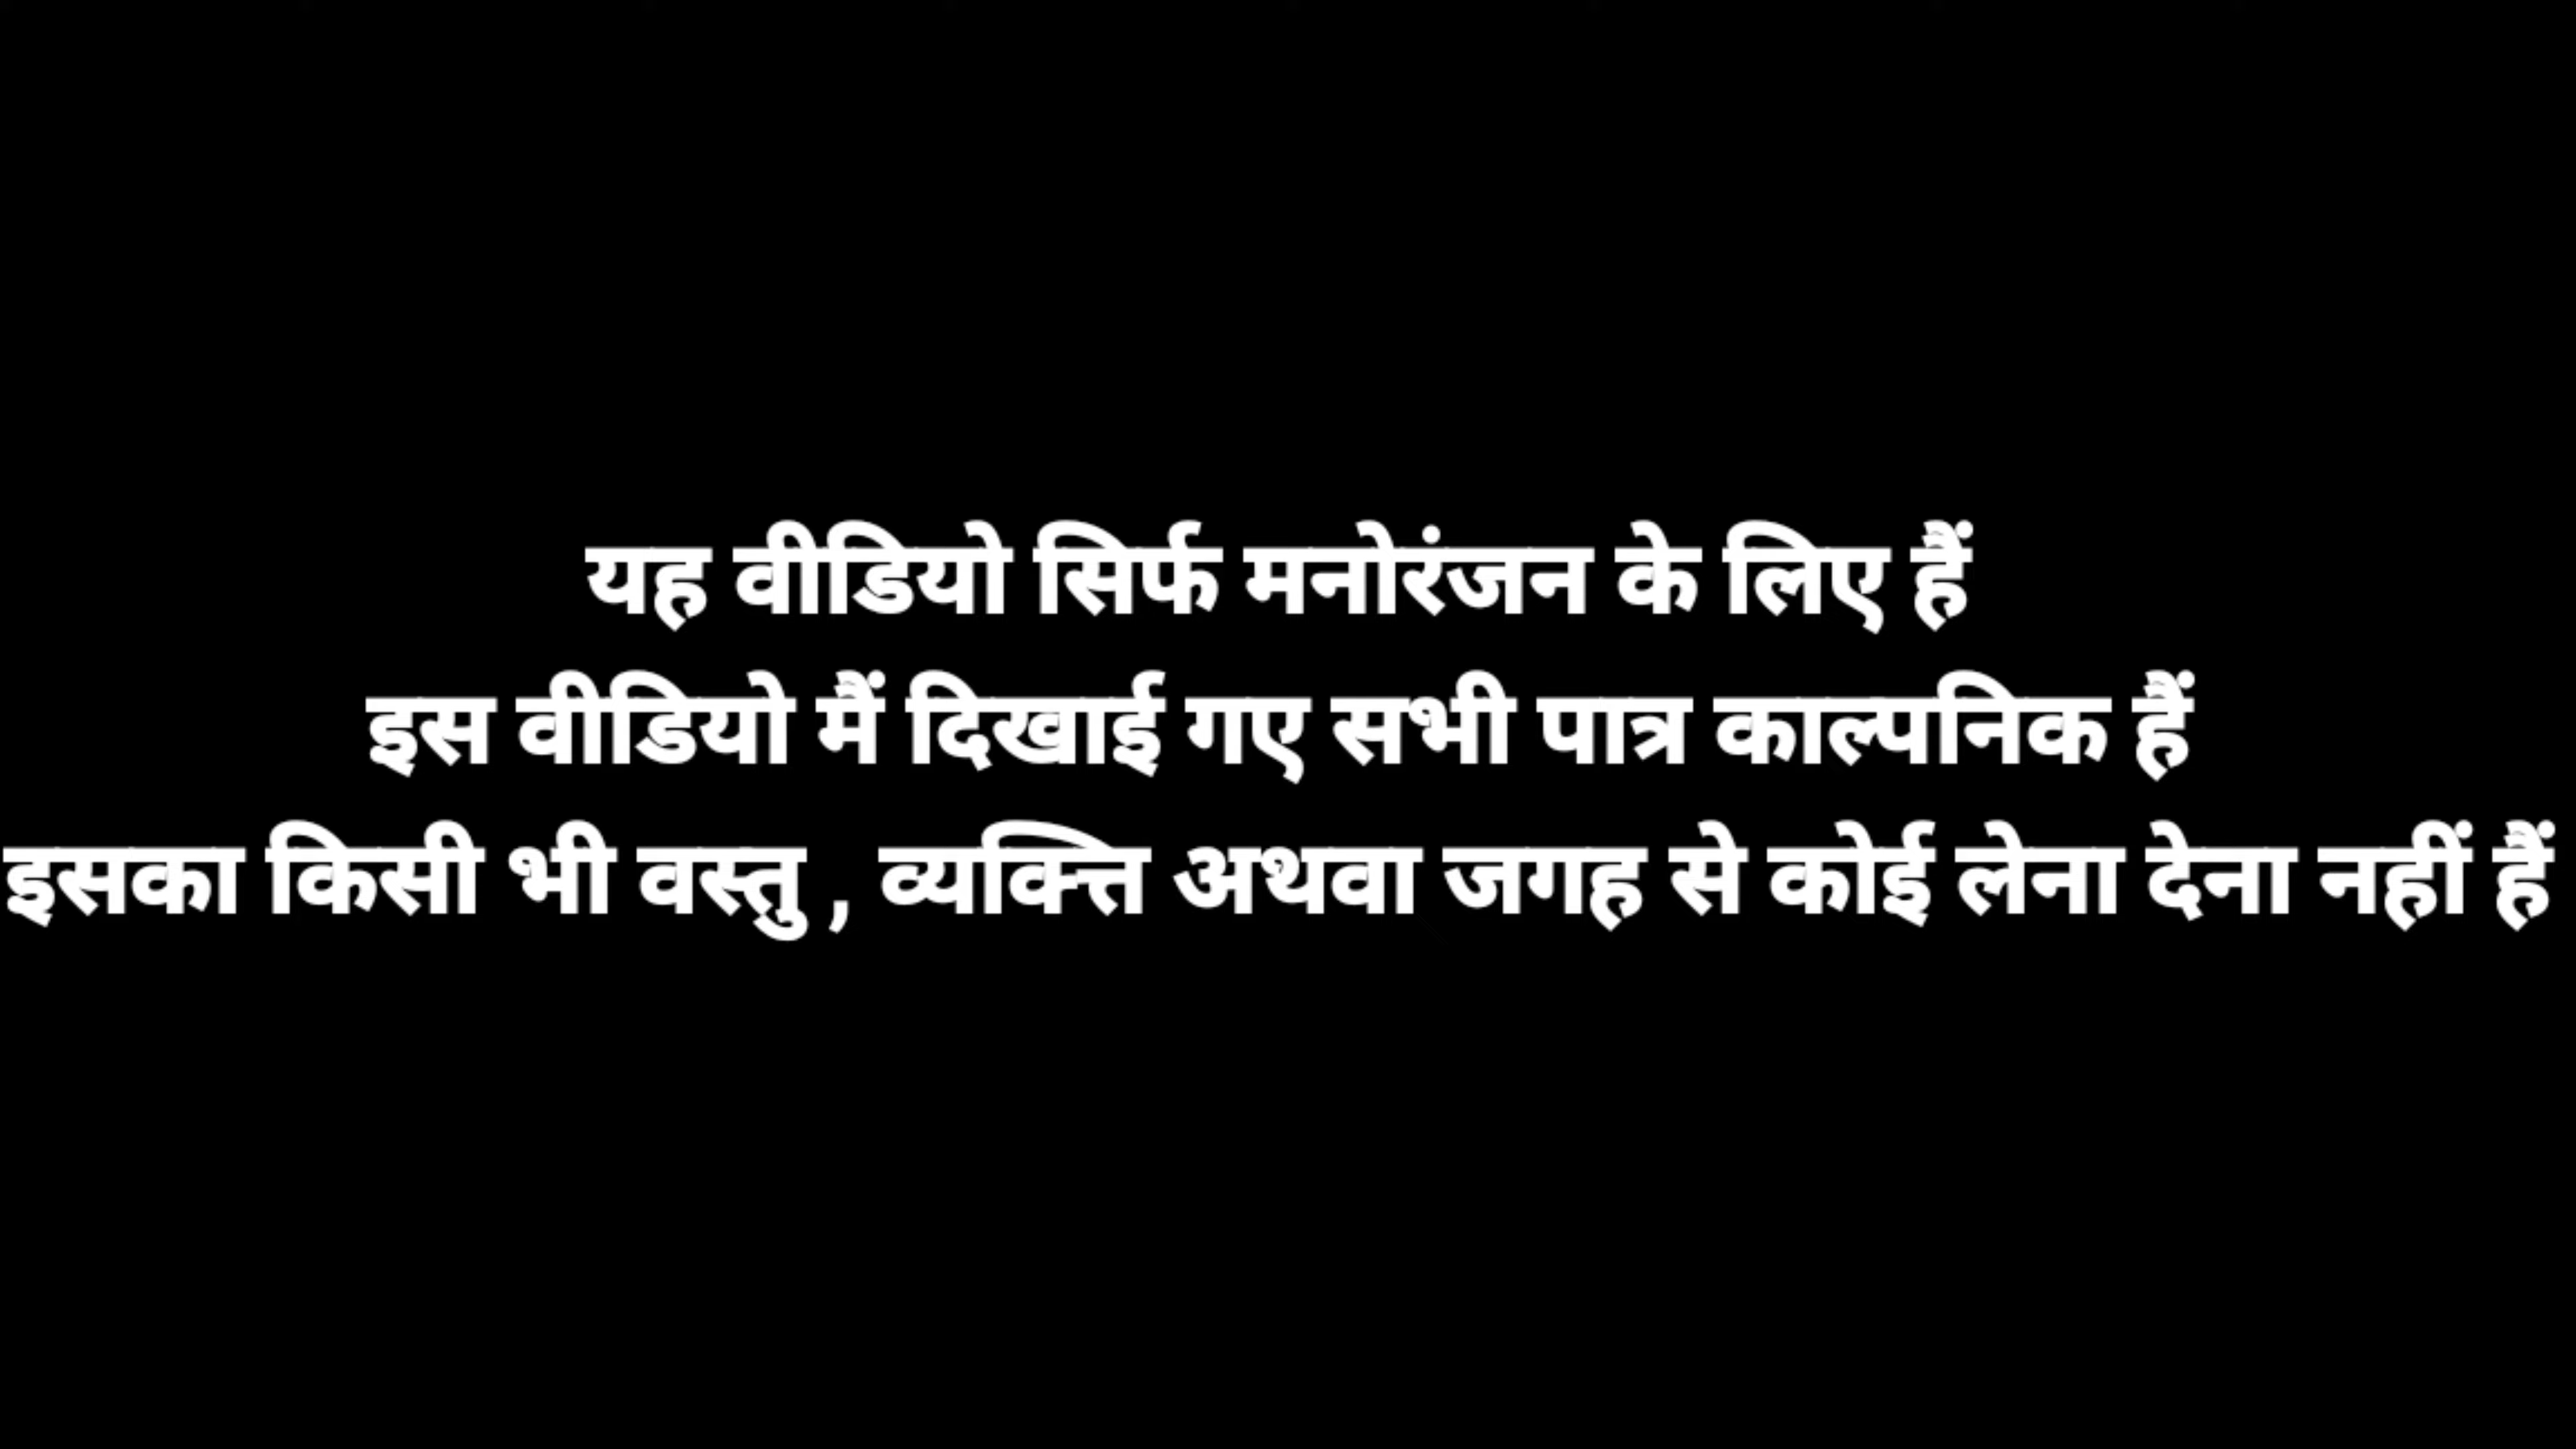 यह वीडियो सिर्फ मनोरंजन के लिए हैं
इस वीडियो मैं दिखाई गए सभी पात्र काल्पनिक हैं
इसका किसी भी वस्तु , व्यक्ति अथवा जगह से कोई लेना देना नहीं हैं